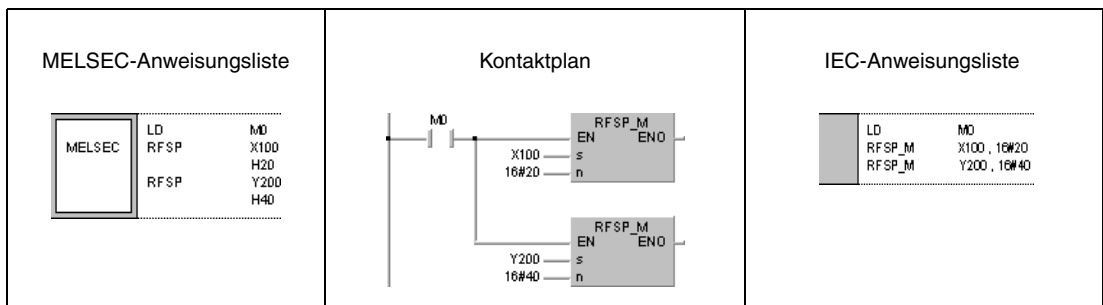 MELSEC-Anweisungsliste
MELSEC
LD M0
RFSP X100
H20
RFSP Y200
H40
Kontaktplan
M0
RFSP_M
EN ENO
X100 s
16#20 n
RFSP_M
EN ENO
Y200 s
16#40 n
IEC-Anweisungsliste
LD M0
RFSP_M X100 , 16#20
RFSP_M Y200 , 16#40